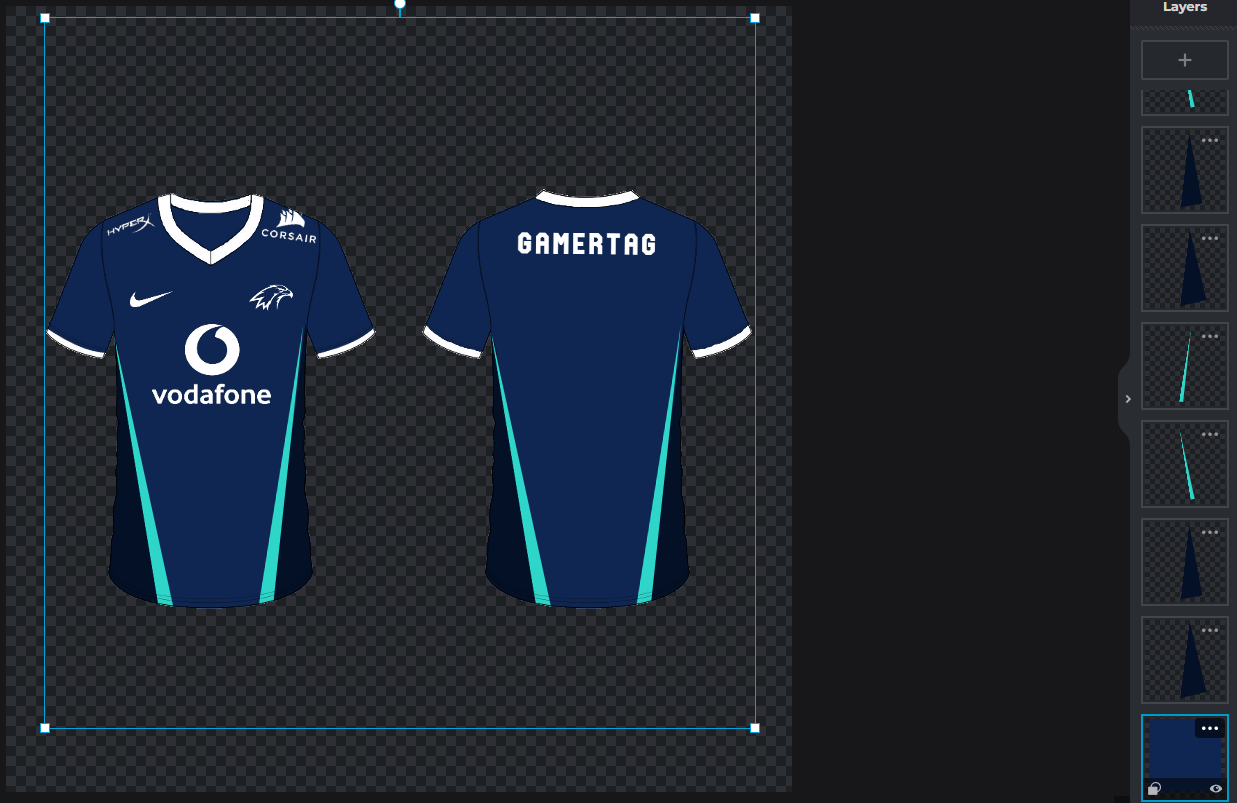 Layers
HYPERX
CORSAIR
GAMERTAG
vodafone